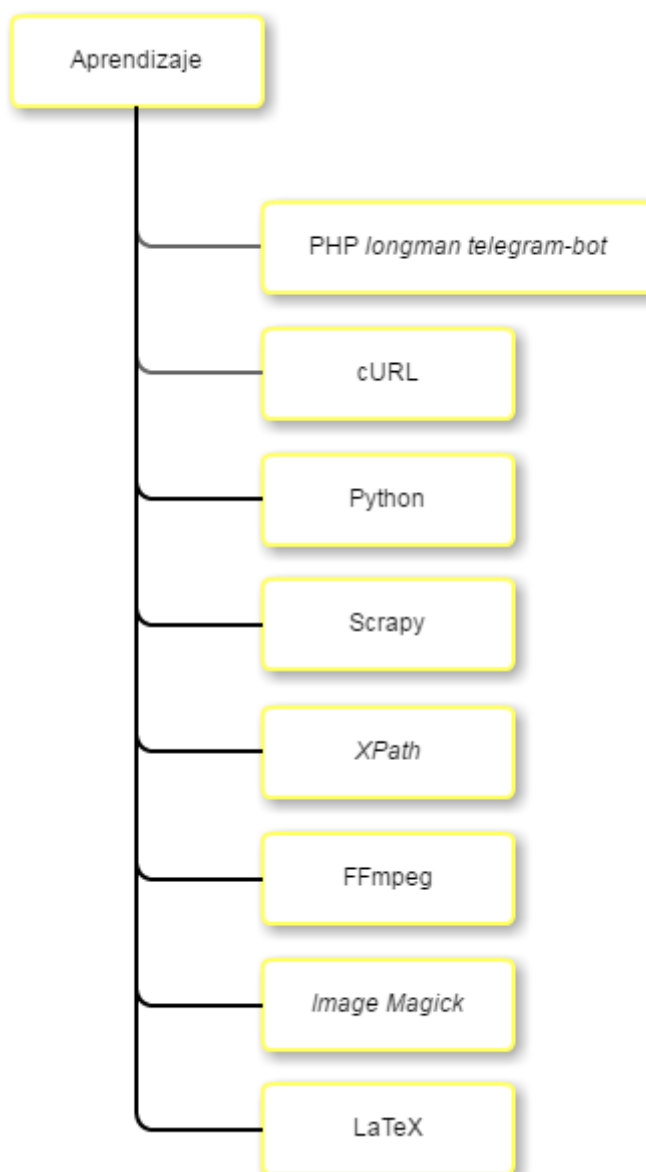 Aprendizaje
PHP longman telegram-bot
cURL
Python
Scrapy
XPath
FFmpeg
Image Magick
LaTeX